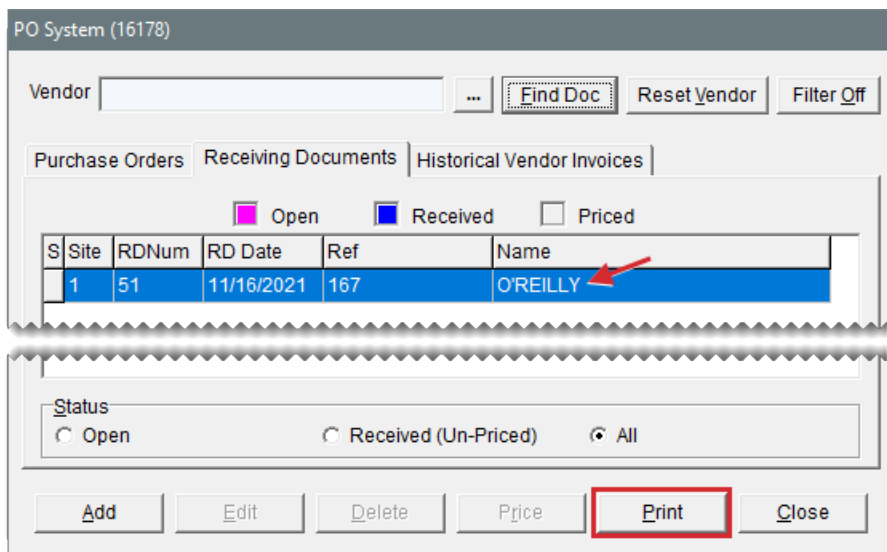 PO System (16178)
Vendor ... Find Doc Reset Vendor Filter Off
Purchase Orders Receiving Documents Historical Vendor Invoices
Open Received Priced
S Site RDNum RD Date Ref Name
1 51 11/16/2021 167 O'REILLY
Status
Open Received (Un-Priced) All
Add Edit Delete Price Print Close